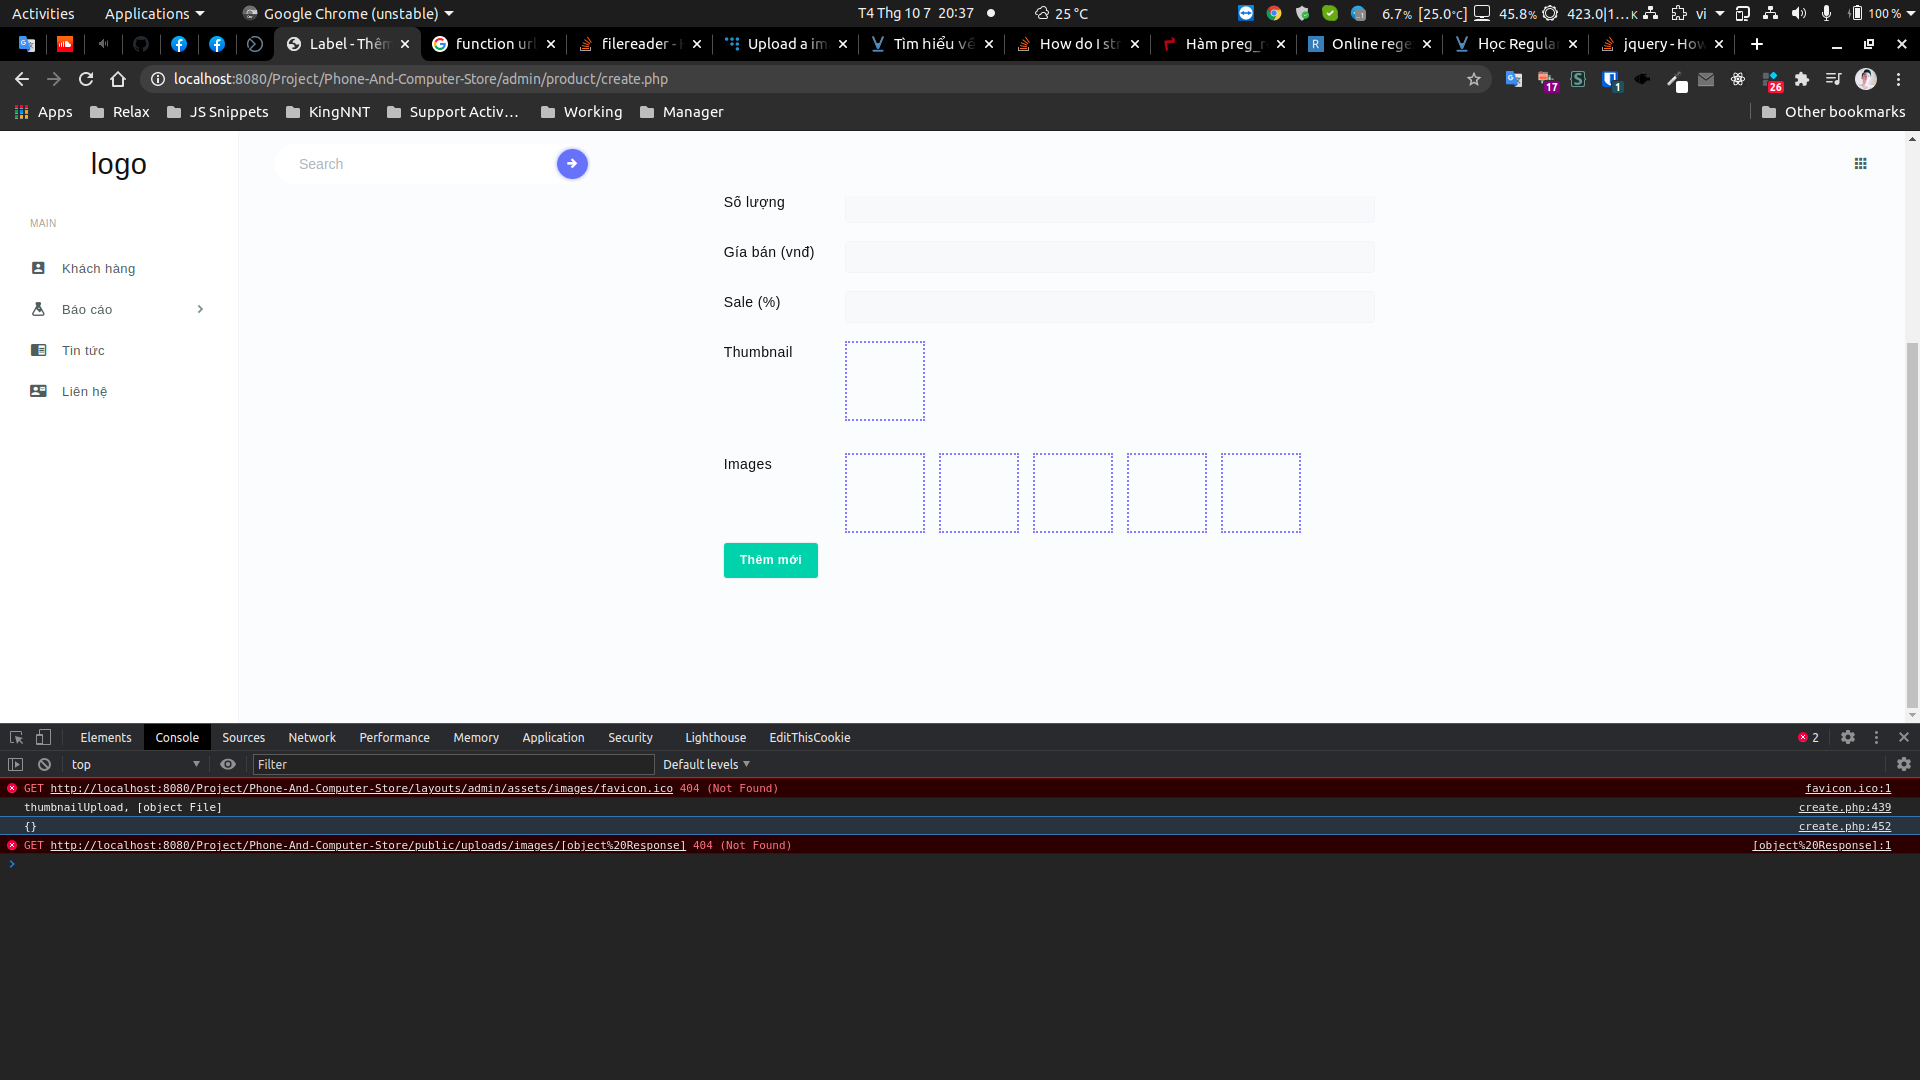 Activities Applications Google Chrome (unstable) T4 Thg 10 7 20:37 25 °C 6.7% [25.0°C] 45.8% 423.0|1...K vi 100 %
Label - Thêm function url filereader - Upload a im Tìm hiểu về How do I str Hàm preg_r Online rege Học Regular jquery - How
localhost:8080/Project/Phone-And-Computer-Store/admin/product/create.php 17 1 26
Apps Relax JS Snippets KingNNT Support Activ... Working Manager Other bookmarks
logo
Search
MAIN
Khách hàng
Báo cáo
Tin tức
Liên hệ
Số lượng
Gía bán (vnđ)
Sale (%)
Thumbnail
Images
Thêm mới
Elements Console Sources Network Performance Memory Application Security Lighthouse EditThisCookie 2
top Filter Default levels
GET http://localhost:8080/Project/Phone-And-Computer-Store/layouts/admin/assets/images/favicon.ico 404 (Not Found) favicon.ico:1
thumbnailUpload, [object File] create.php:439
{} create.php:452
GET http://localhost:8080/Project/Phone-And-Computer-Store/public/uploads/images/[object%20Response] 404 (Not Found) [object%20Response]:1